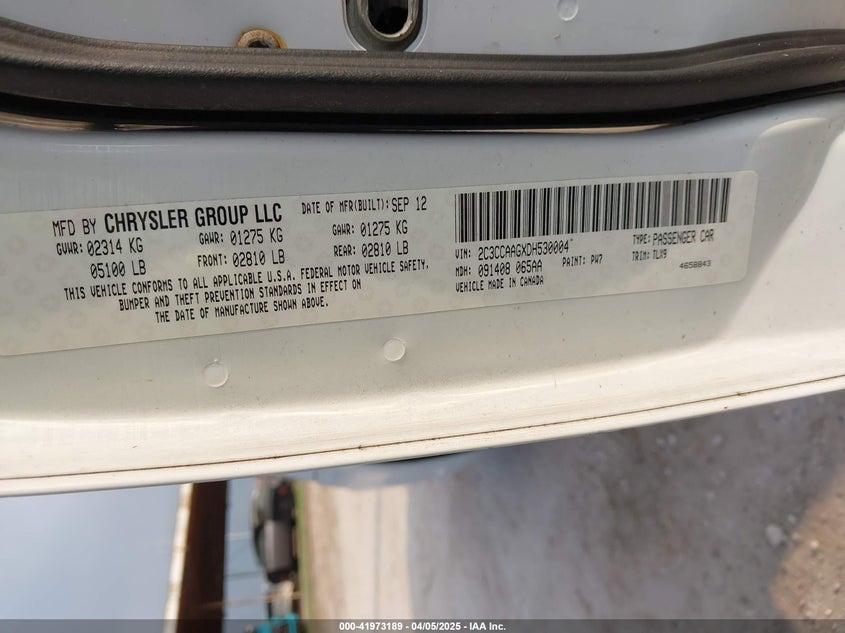 MFD BY CHRYSLER GROUP LLC
DATE OF MFR(BUILT): SEP 12
GVWR: 02314 KG
GAWR: 01275 KG
GAWR: 01275 KG
05100 LB
FRONT: 02810 LB
REAR: 02810 LB
THIS VEHICLE CONFORMS TO ALL APPLICABLE U.S.A. FEDERAL MOTOR VEHICLE SAFETY,
BUMPER AND THEFT PREVENTION STANDARDS IN EFFECT ON
THE DATE OF MANUFACTURE SHOWN ABOVE.
VIN: 2C3CCAAGXDH530004
TYPE: PASSENGER CAR
MDH: 091408 065AA
PAINT: PW7
TRIM: TLX9
VEHICLE MADE IN CANADA
4658843
000-41973189 | 04/05/2025 | IAA Inc.